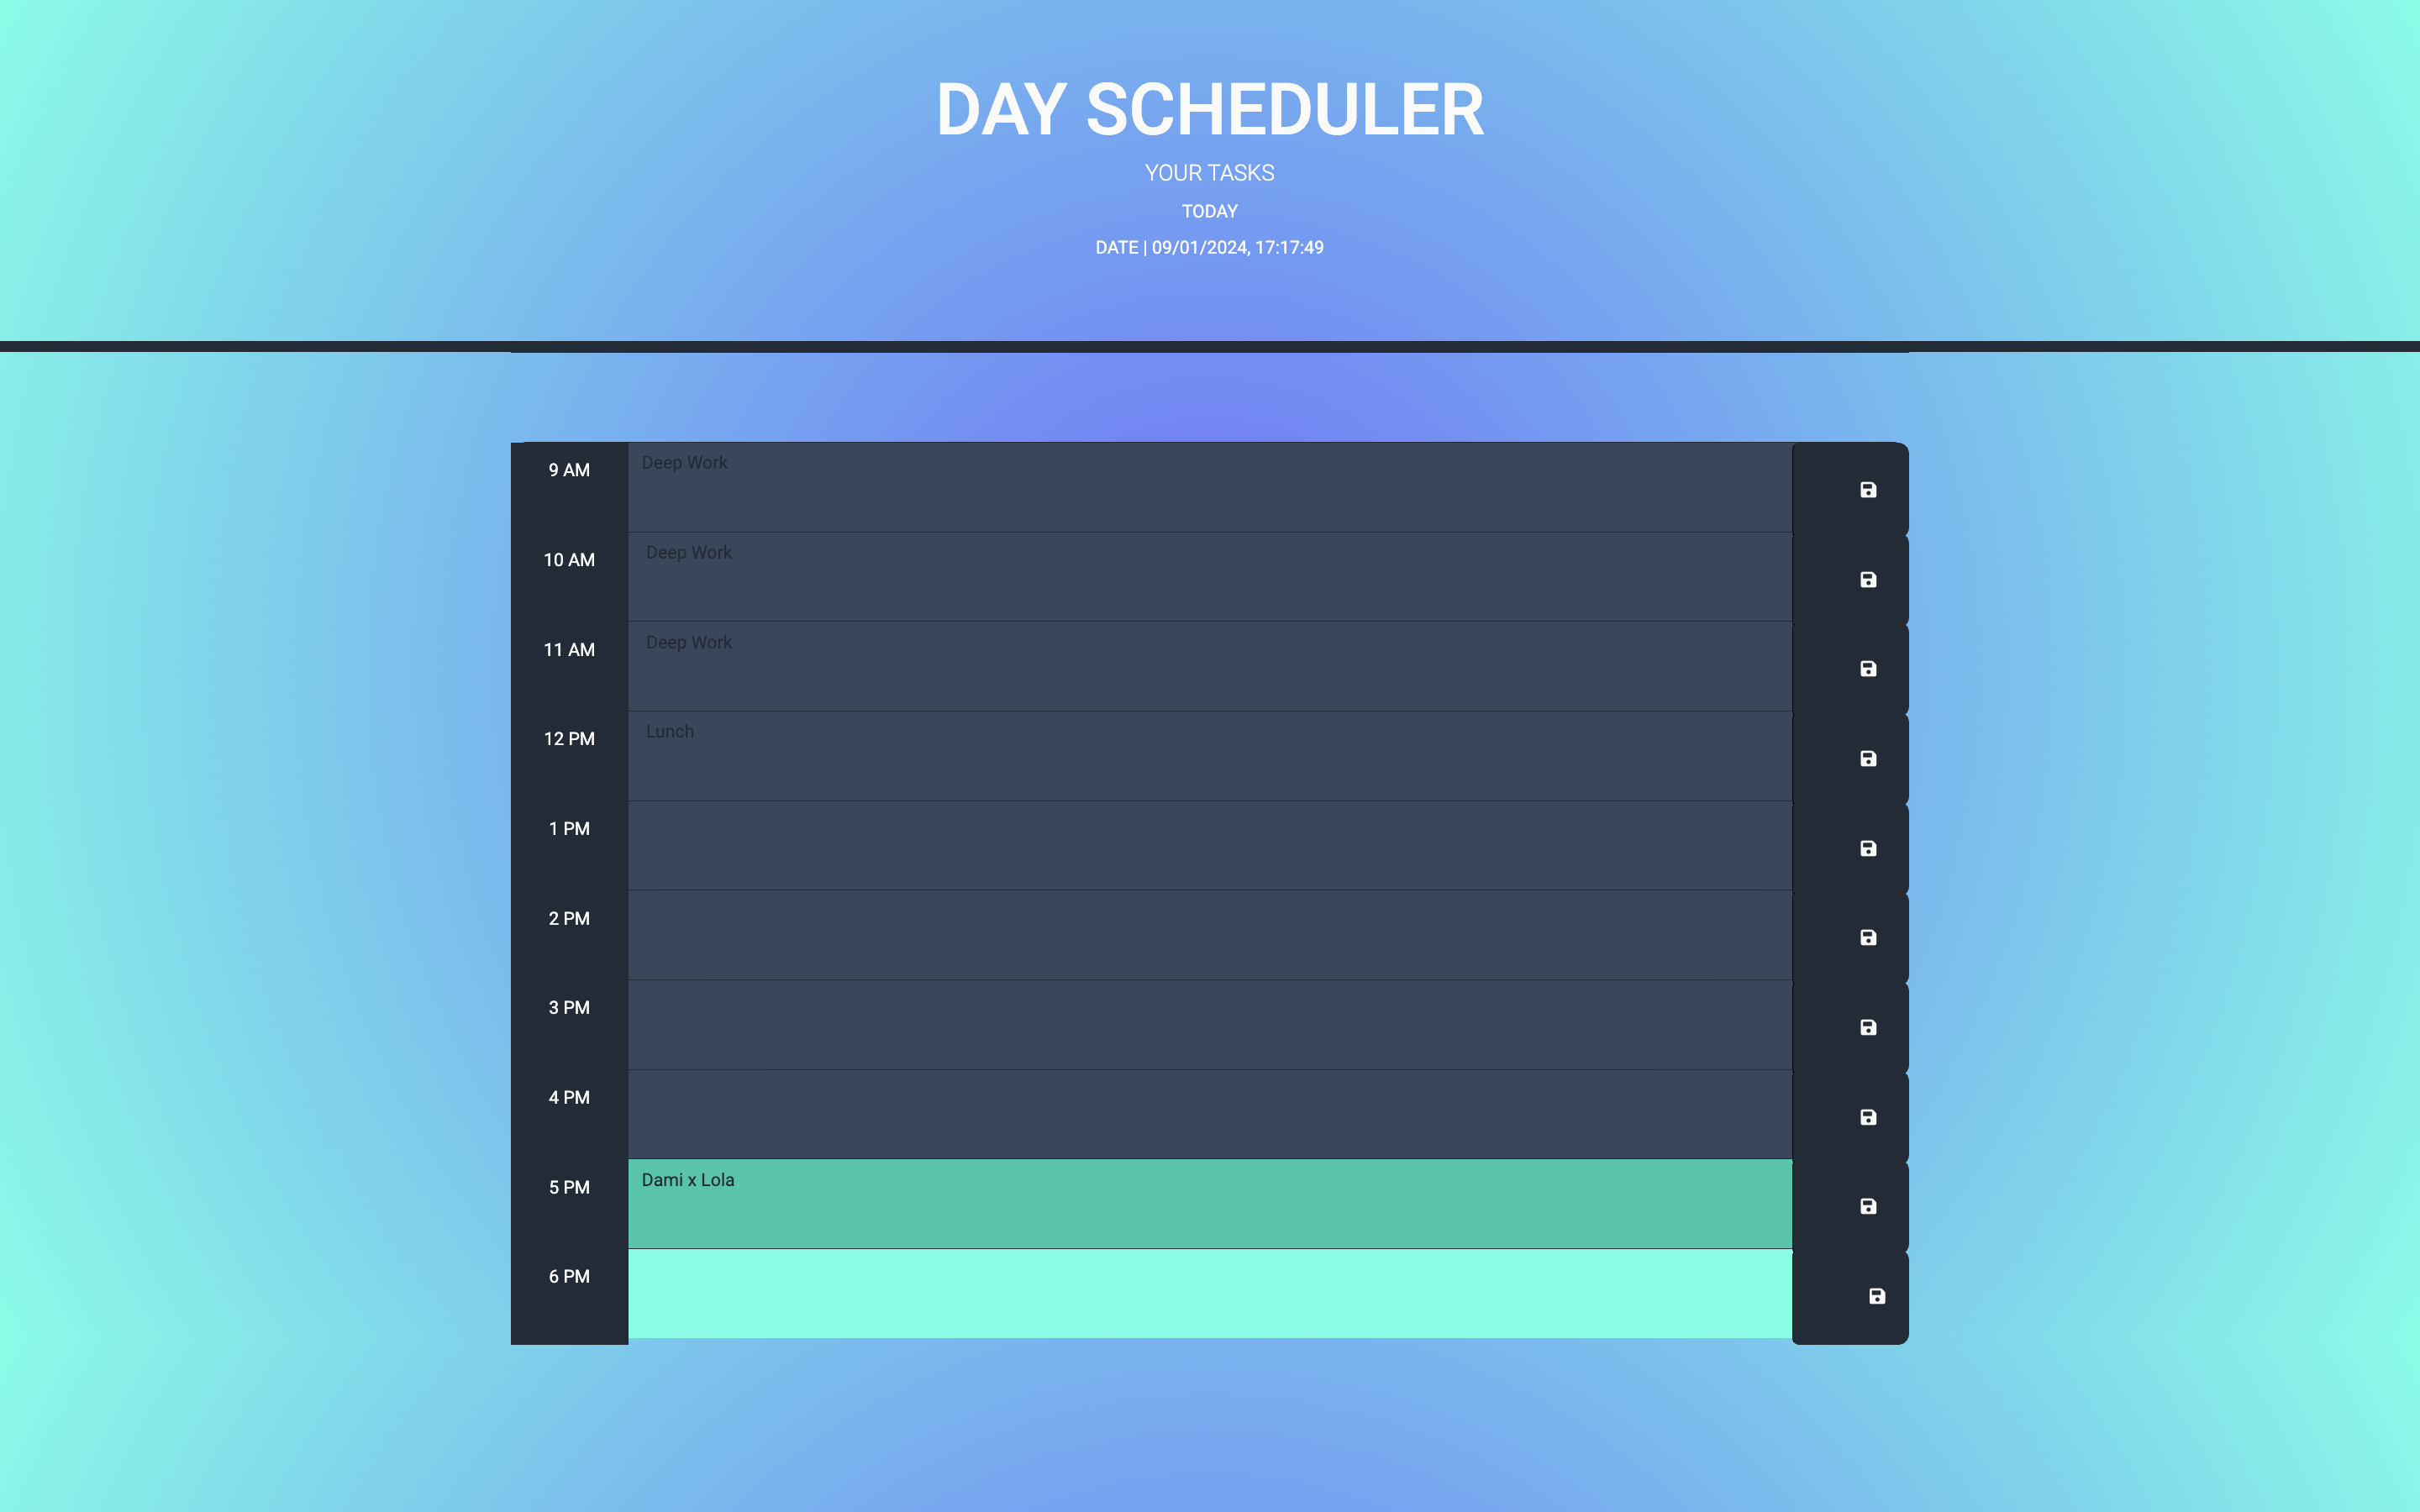 DAY SCHEDULER
YOUR TASKS
TODAY
DATE | 09/01/2024, 17:17:49
9 AM Deep Work
10 AM Deep Work
11 AM Deep Work
12 PM Lunch
1 PM
2 PM
3 PM
4 PM
5 PM Dami x Lola
6 PM